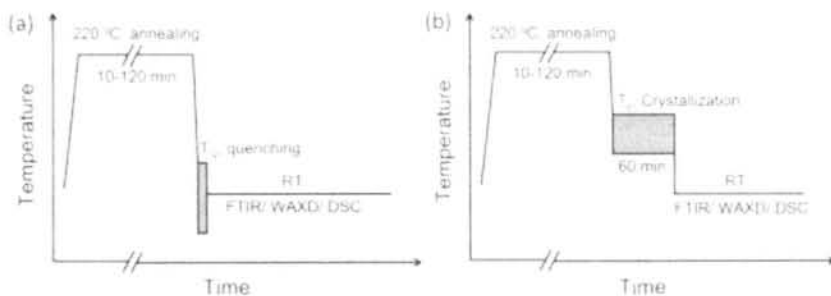 (a)
220 °C annealing
10-120 min
quenching
RT
FTIR/ WAXD/ DSC
Temperature
Time
(b)
220 °C annealing
10-120 min
Crystallization
60 min
RT
FTIR/ WAXD/ DSC
Temperature
Time